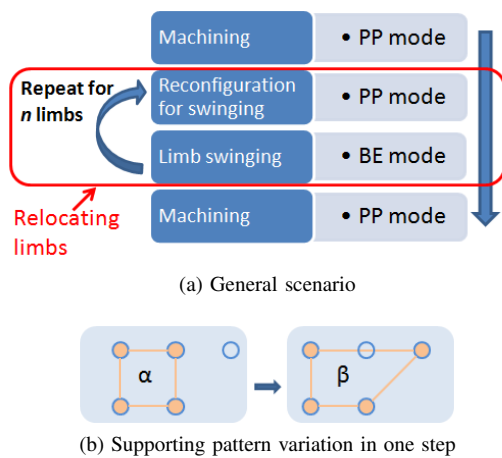 Machining
• PP mode
Repeat for
n limbs
Reconfiguration
for swinging
• PP mode
Limb swinging
• BE mode
Relocating
limbs
Machining
• PP mode
(a) General scenario
α
β
(b) Supporting pattern variation in one step